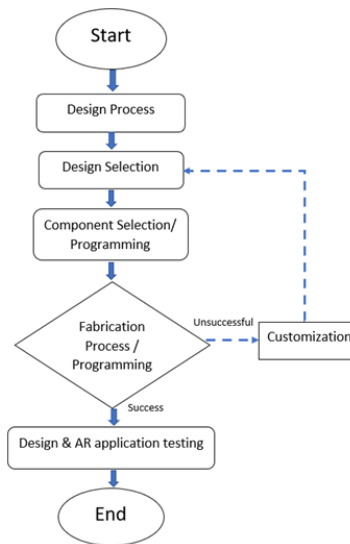 Start
Design Process
Design Selection
Component Selection/
Programming
Fabrication
Process /
Programming
Unsuccessful
Customization
Success
Design & AR application testing
End